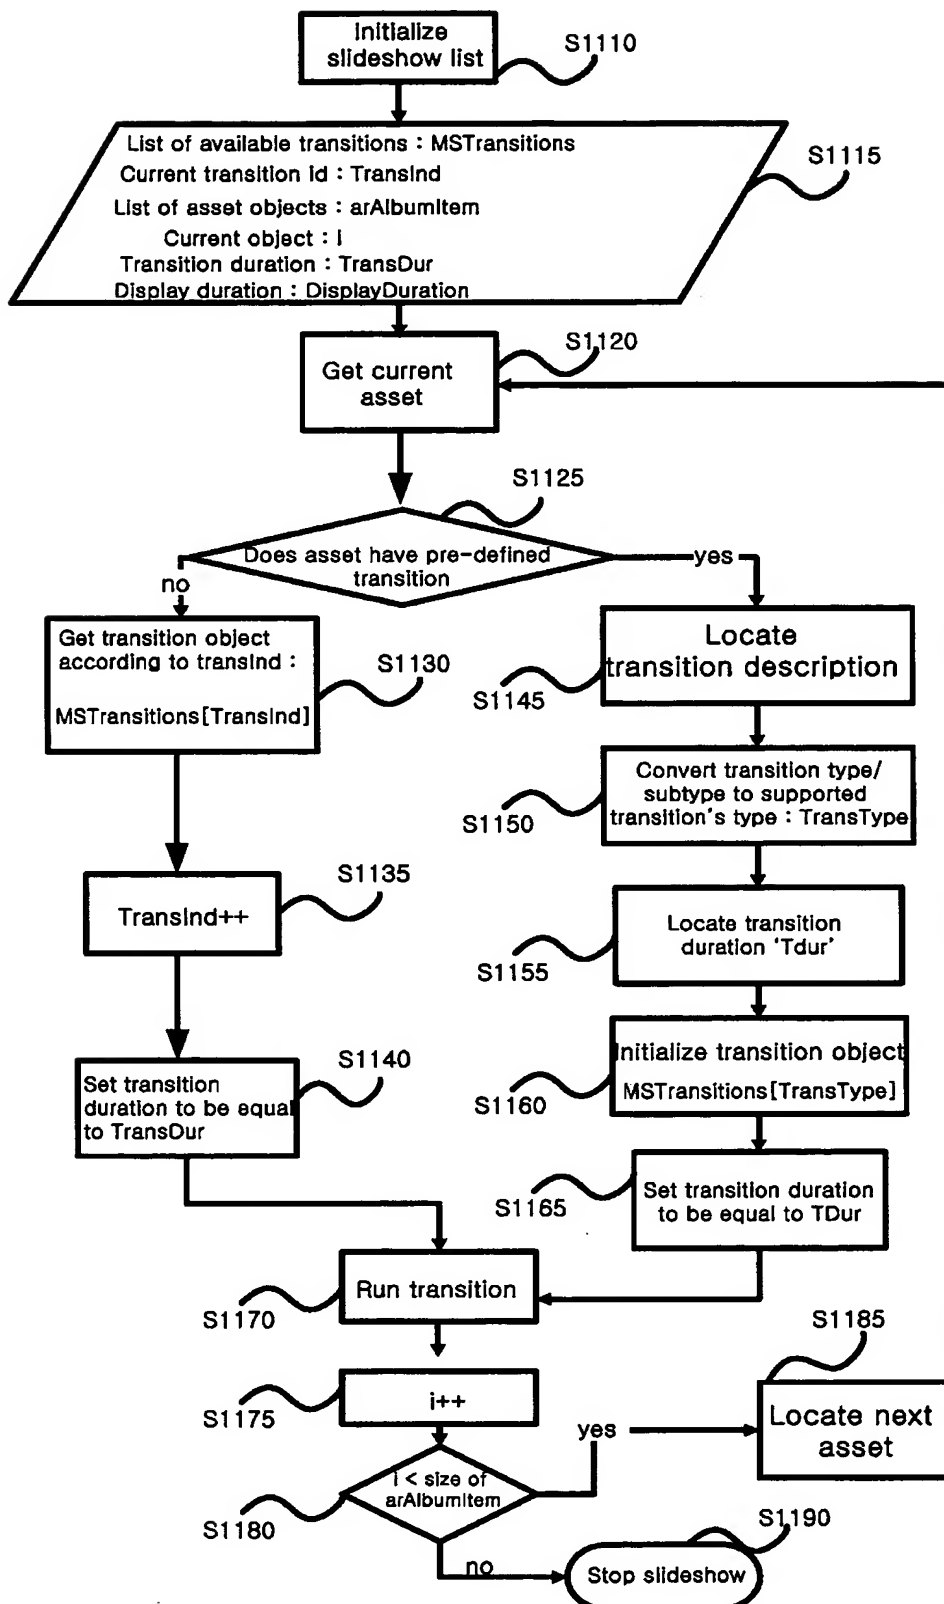 Initialize
slideshow list
S1110
List of available transitions : MSTransitions
Current transition id : TransInd
List of asset objects : arAlbumItem
Current object : i
Transition duration : TransDur
Display duration : DisplayDuration
S1115
Get current
asset
S1120
S1125
Does asset have pre-defined
transition
no
yes
Get transition object
according to transInd :
MSTransitions[TransInd]
S1130
Locate
transition description
S1145
Convert transition type/
subtype to supported
transition's type : TransType
S1150
TransInd++
S1135
Locate transition
duration 'Tdur'
S1155
Set transition
duration to be equal
to TransDur
S1140
Initialize transition object
MSTransitions[TransType]
S1160
Set transition duration
to be equal to TDur
S1165
Run transition
S1170
i++
S1175
i < size of
arAlbumItem
S1180
yes
no
Locate next
asset
S1185
Stop slideshow
S1190